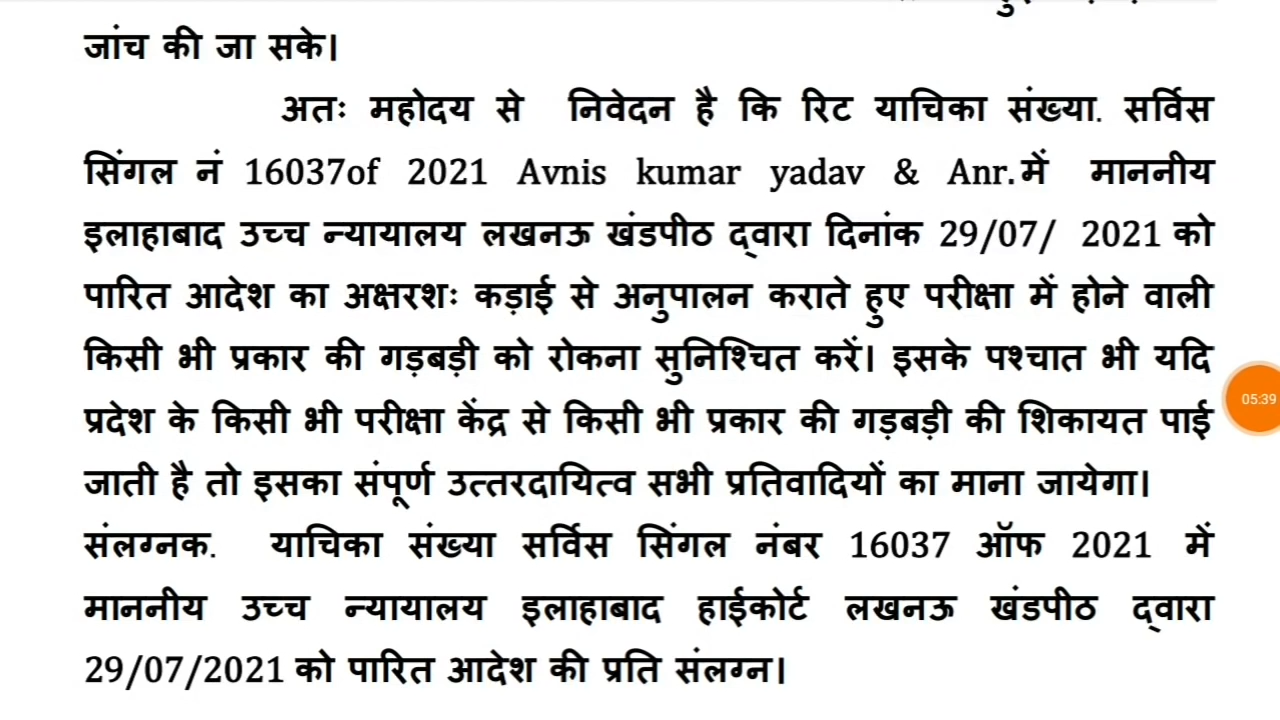 जांच की जा सके।
अतः महोदय से निवेदन है कि रिट याचिका संख्या. सर्विस
सिंगल नं 16037of 2021 Avnis kumar yadav & Anr.में माननीय
इलाहाबाद उच्च न्यायालय लखनऊ खंडपीठ द्वारा दिनांक 29/07/ 2021 को
पारित आदेश का अक्षरशः कड़ाई से अनुपालन कराते हुए परीक्षा में होने वाली
किसी भी प्रकार की गड़बड़ी को रोकना सुनिश्चित करें। इसके पश्चात भी यदि
प्रदेश के किसी भी परीक्षा केंद्र से किसी भी प्रकार की गड़बड़ी की शिकायत पाई
05:39
जाती है तो इसका संपूर्ण उत्तरदायित्व सभी प्रतिवादियों का माना जायेगा।
संलग्नक. याचिका संख्या सर्विस सिंगल नंबर 16037 ऑफ 2021 में
माननीय उच्च न्यायालय इलाहाबाद हाईकोर्ट लखनऊ खंडपीठ द्वारा
29/07/2021 को पारित आदेश की प्रति संलग्न।